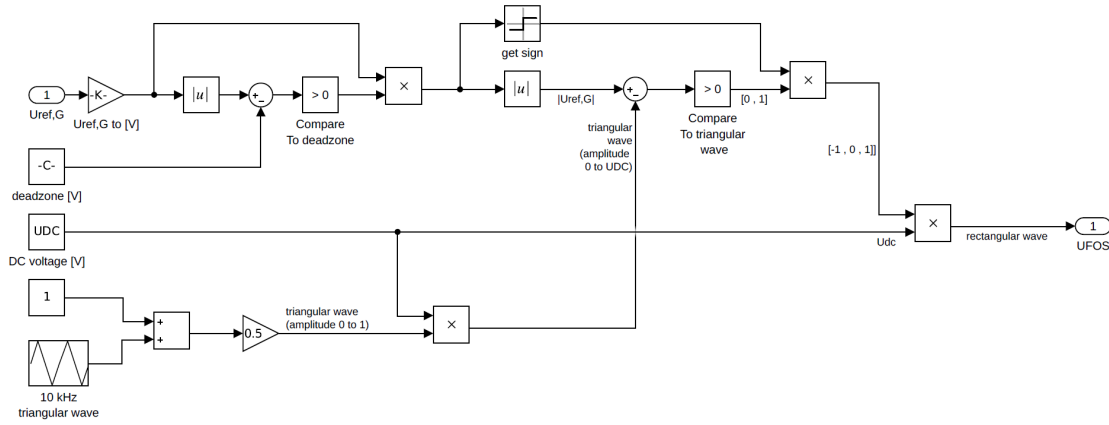 get sign
1
Uref,G
-K-
Uref,G to [V]
|u|
+
−
> 0
Compare
To deadzone
×
|u|
|Uref,G|
+
−
> 0
Compare
To triangular
wave
[0 , 1]
×
triangular
wave
(amplitude
0 to UDC)
[-1 , 0 , 1]]
-C-
deadzone [V]
UDC
DC voltage [V]
Udc
×
rectangular wave
1
UFOS
1
+
+
0.5
triangular wave
(amplitude 0 to 1)
×
10 kHz
triangular wave